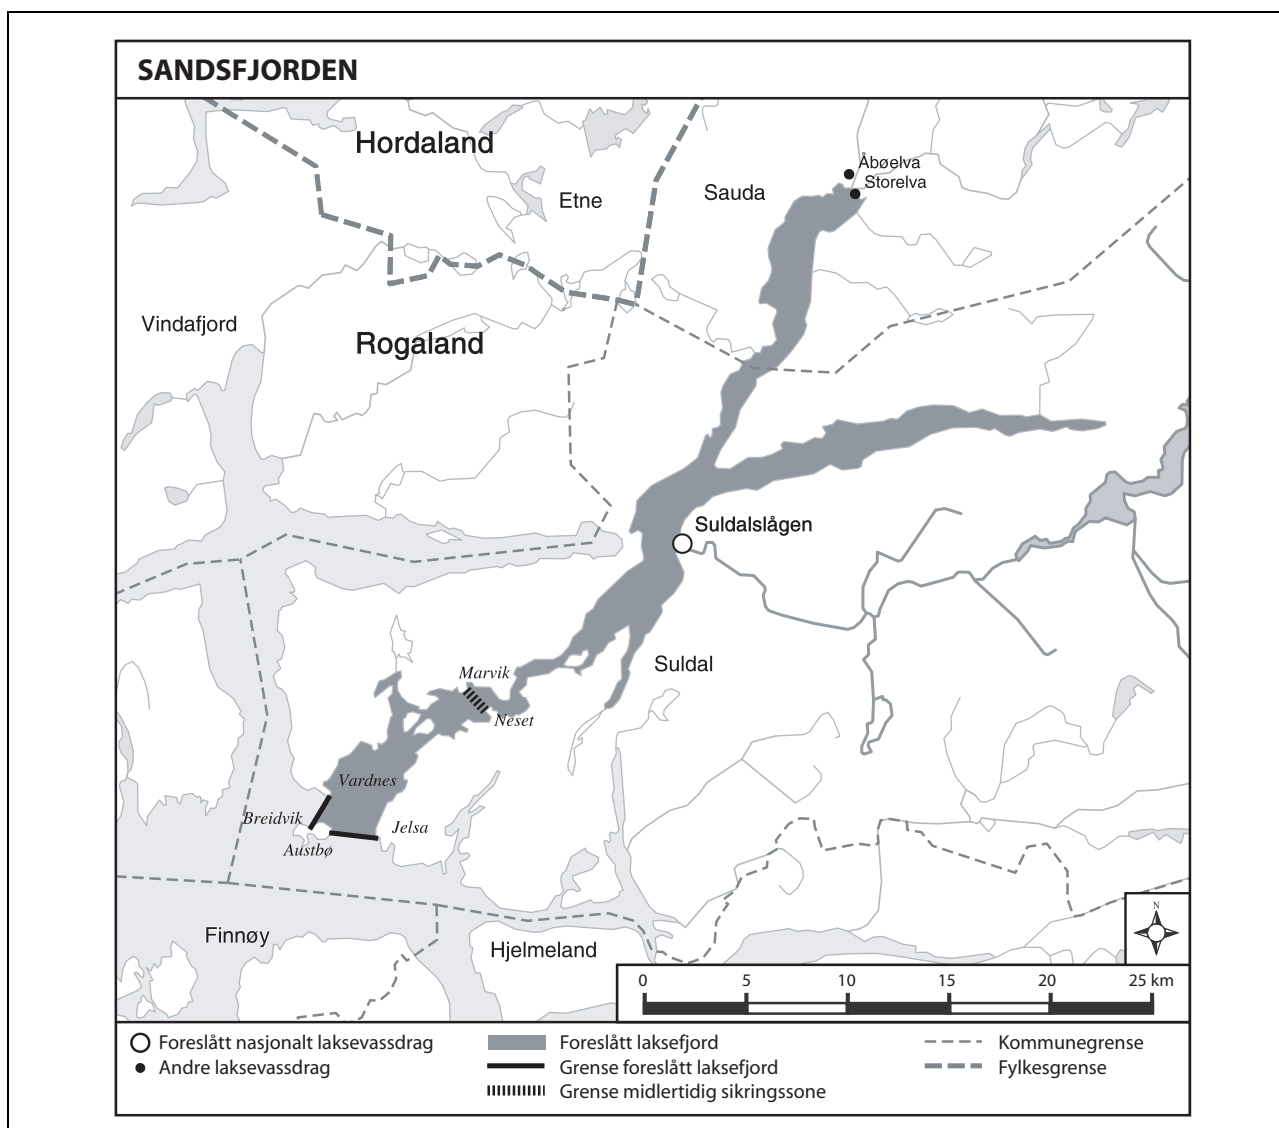 SANDSFJORDEN
Hordaland
Åbøelva
Storelva
Etne
Sauda
Vindafjord
Rogaland
Suldalslågen
Marvik
Suldal
Neset
Vardnes
Breidvik
Jelsa
Austbø
N
Finnøy
Hjelmeland
0 5 10 15 20 25 km
Foreslått nasjonalt laksevassdrag
Andre laksevassdrag
Foreslått laksefjord
Grense foreslått laksefjord
Grense midlertidig sikringssone
Kommunegrense
Fylkesgrense